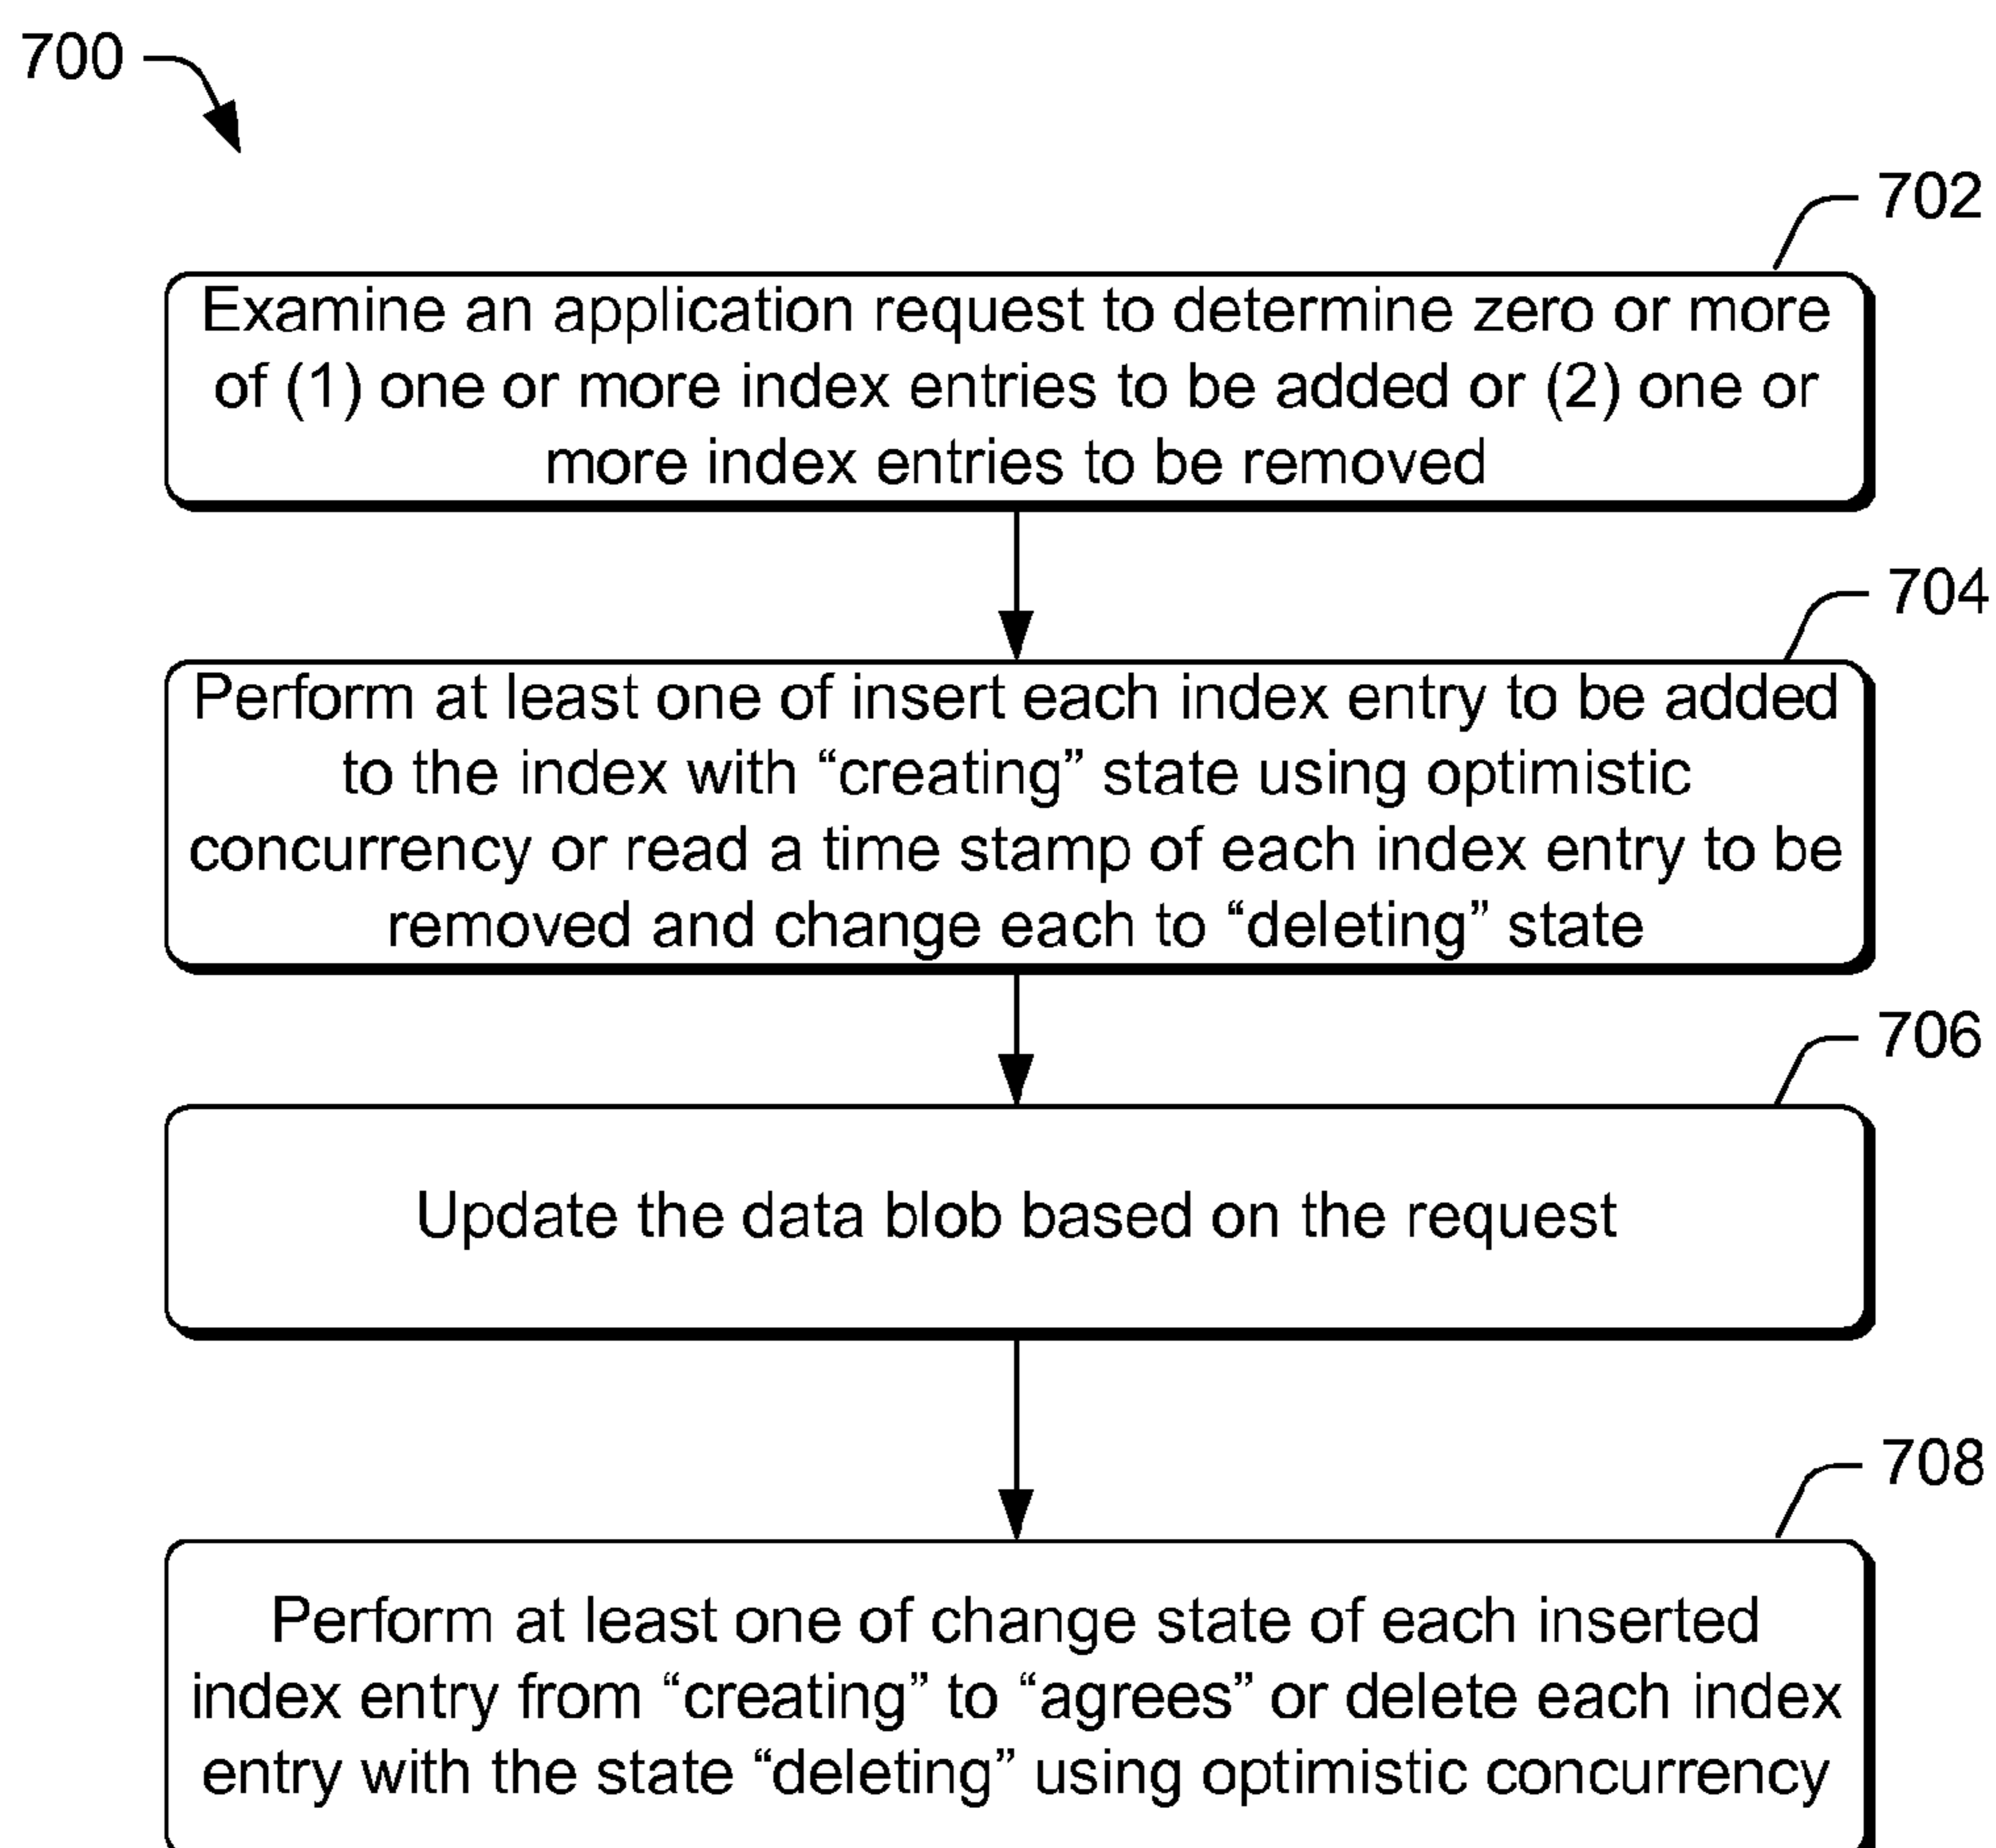 700
702
Examine an application request to determine zero or more
of (1) one or more index entries to be added or (2) one or
more index entries to be removed
704
Perform at least one of insert each index entry to be added
to the index with “creating” state using optimistic
concurrency or read a time stamp of each index entry to be
removed and change each to “deleting” state
706
Update the data blob based on the request
708
Perform at least one of change state of each inserted
index entry from “creating” to “agrees” or delete each index
entry with the state “deleting” using optimistic concurrency